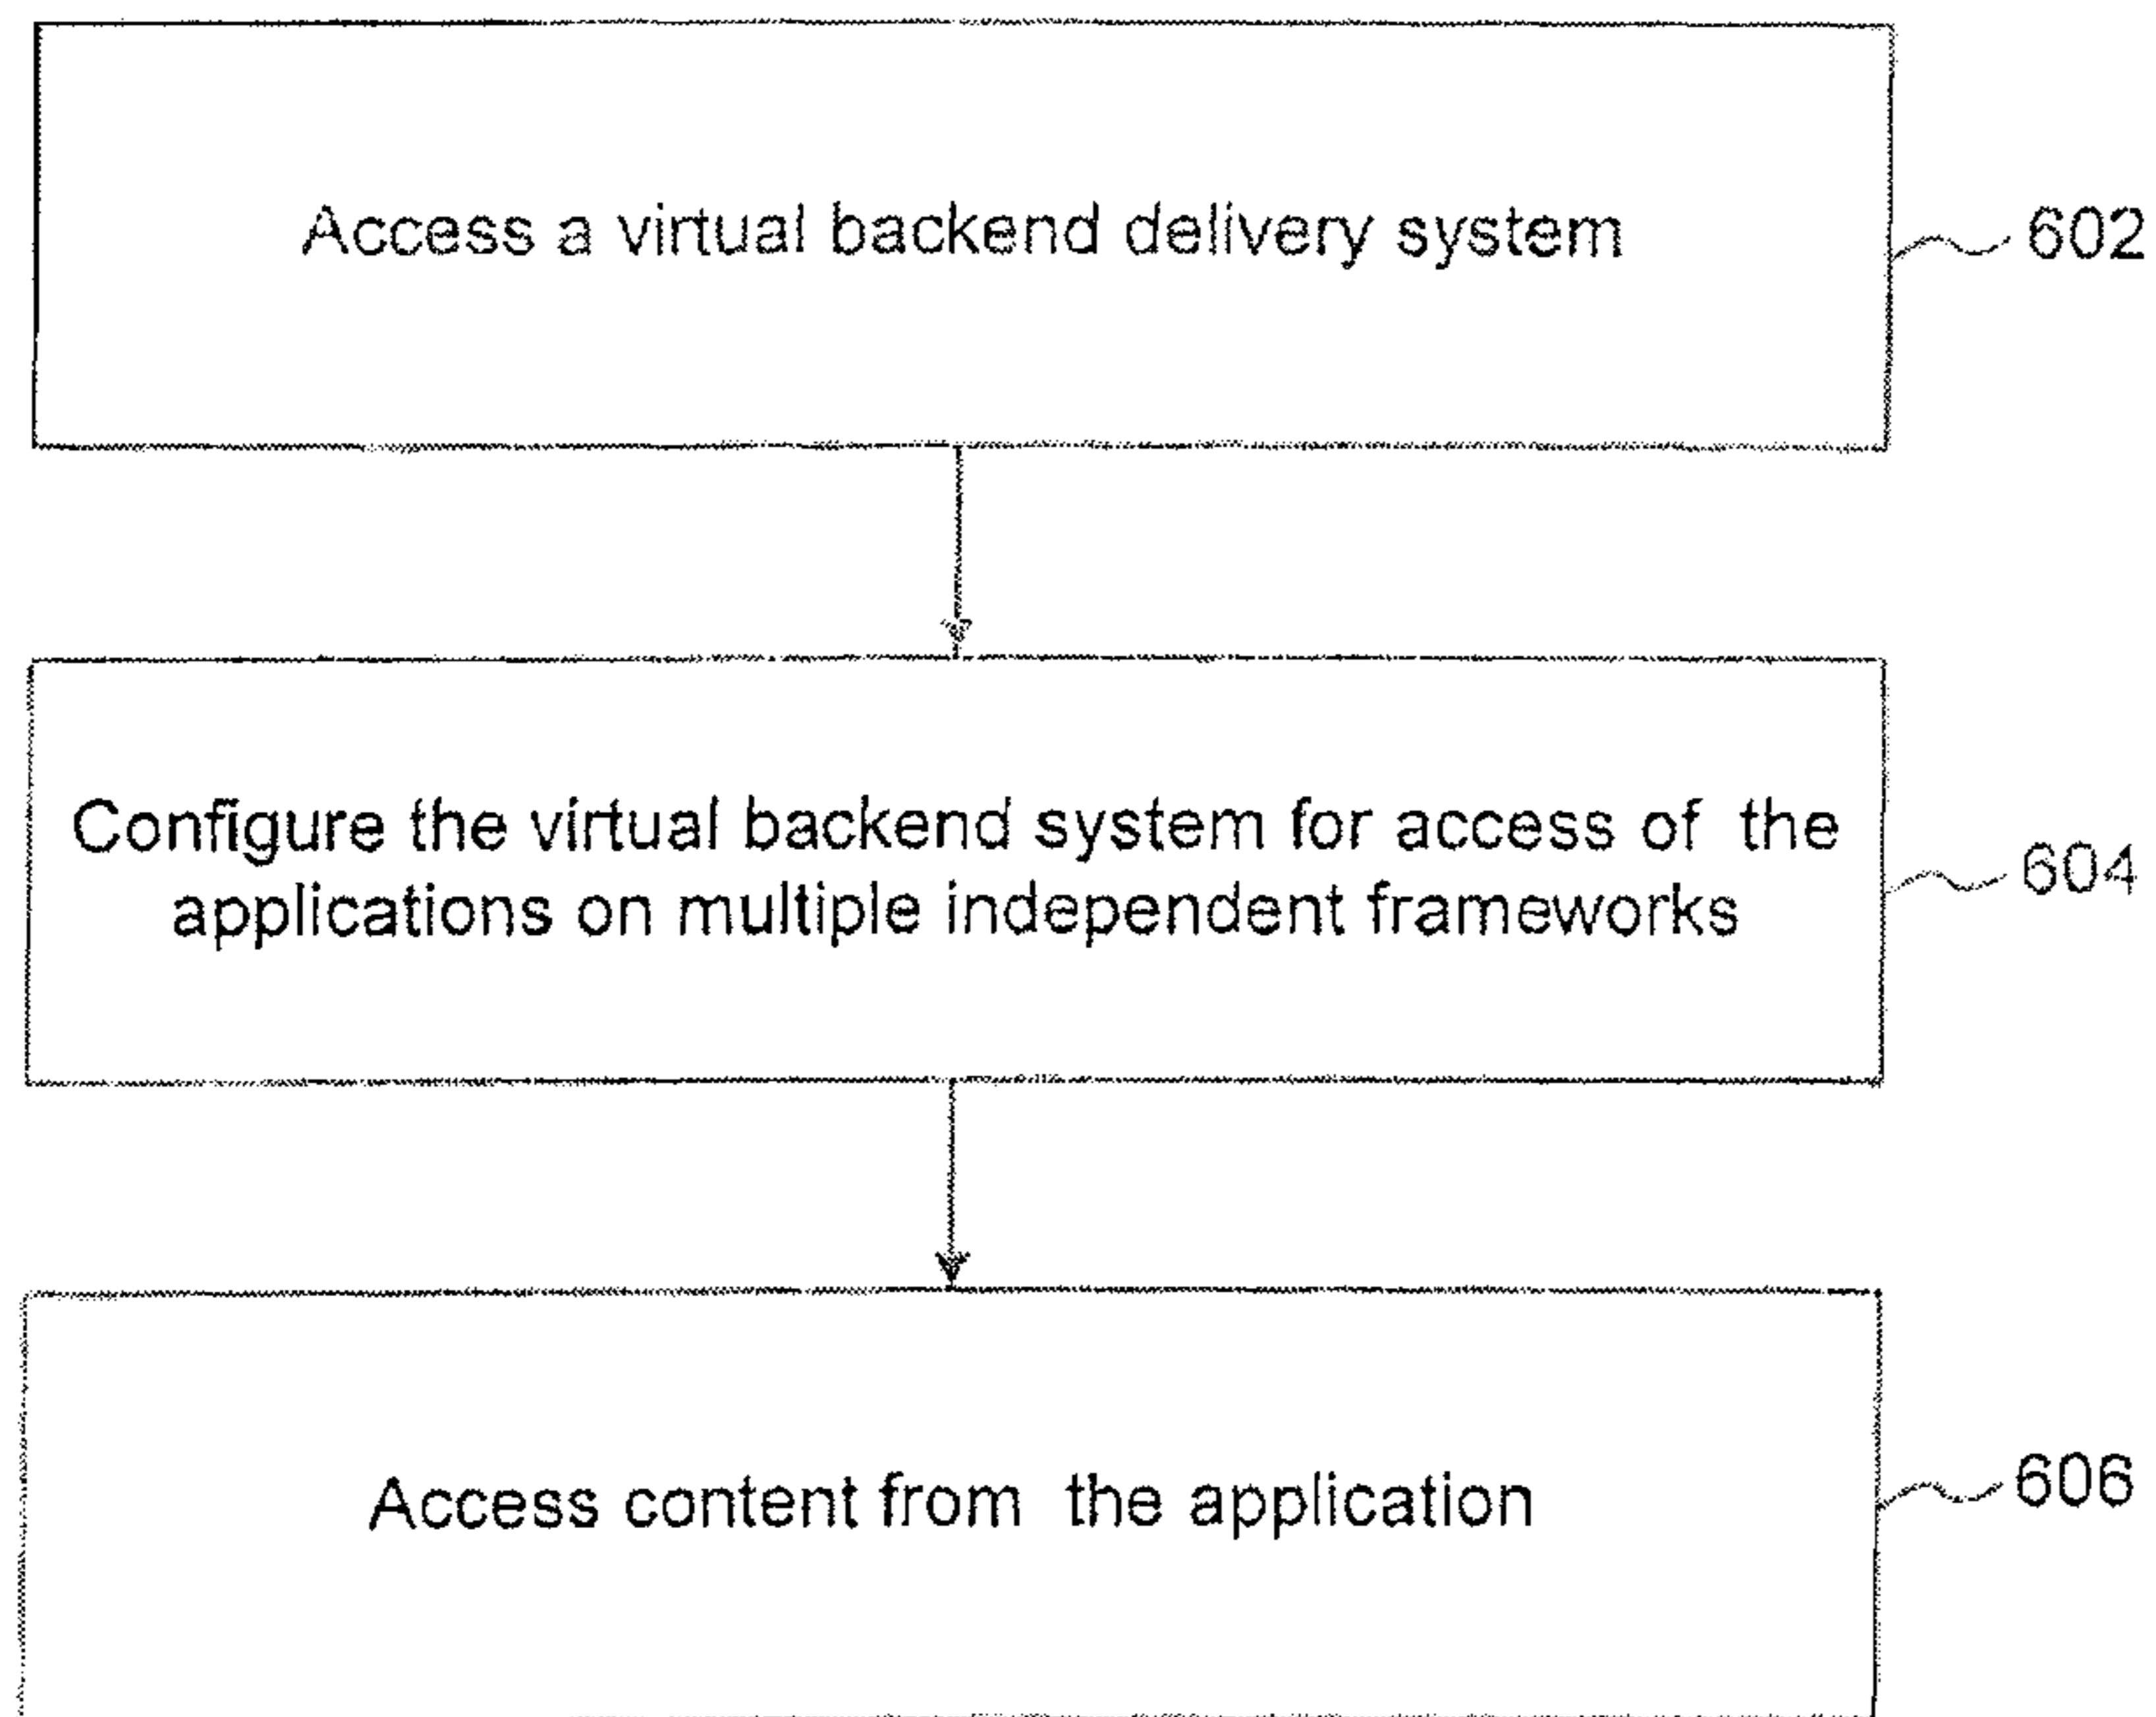 Access a virtual backend delivery system
602
Configure the virtual backend system for access of the
applications on multiple independent frameworks
604
Access content from the application
606